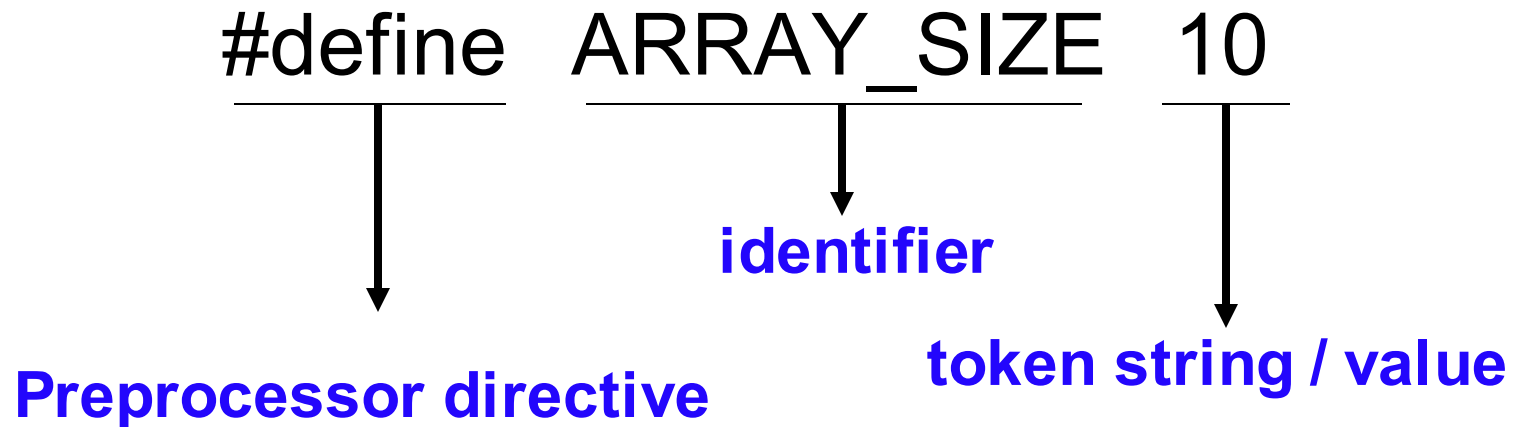 #define ARRAY_SIZE 10
identifier
token string / value
Preprocessor directive